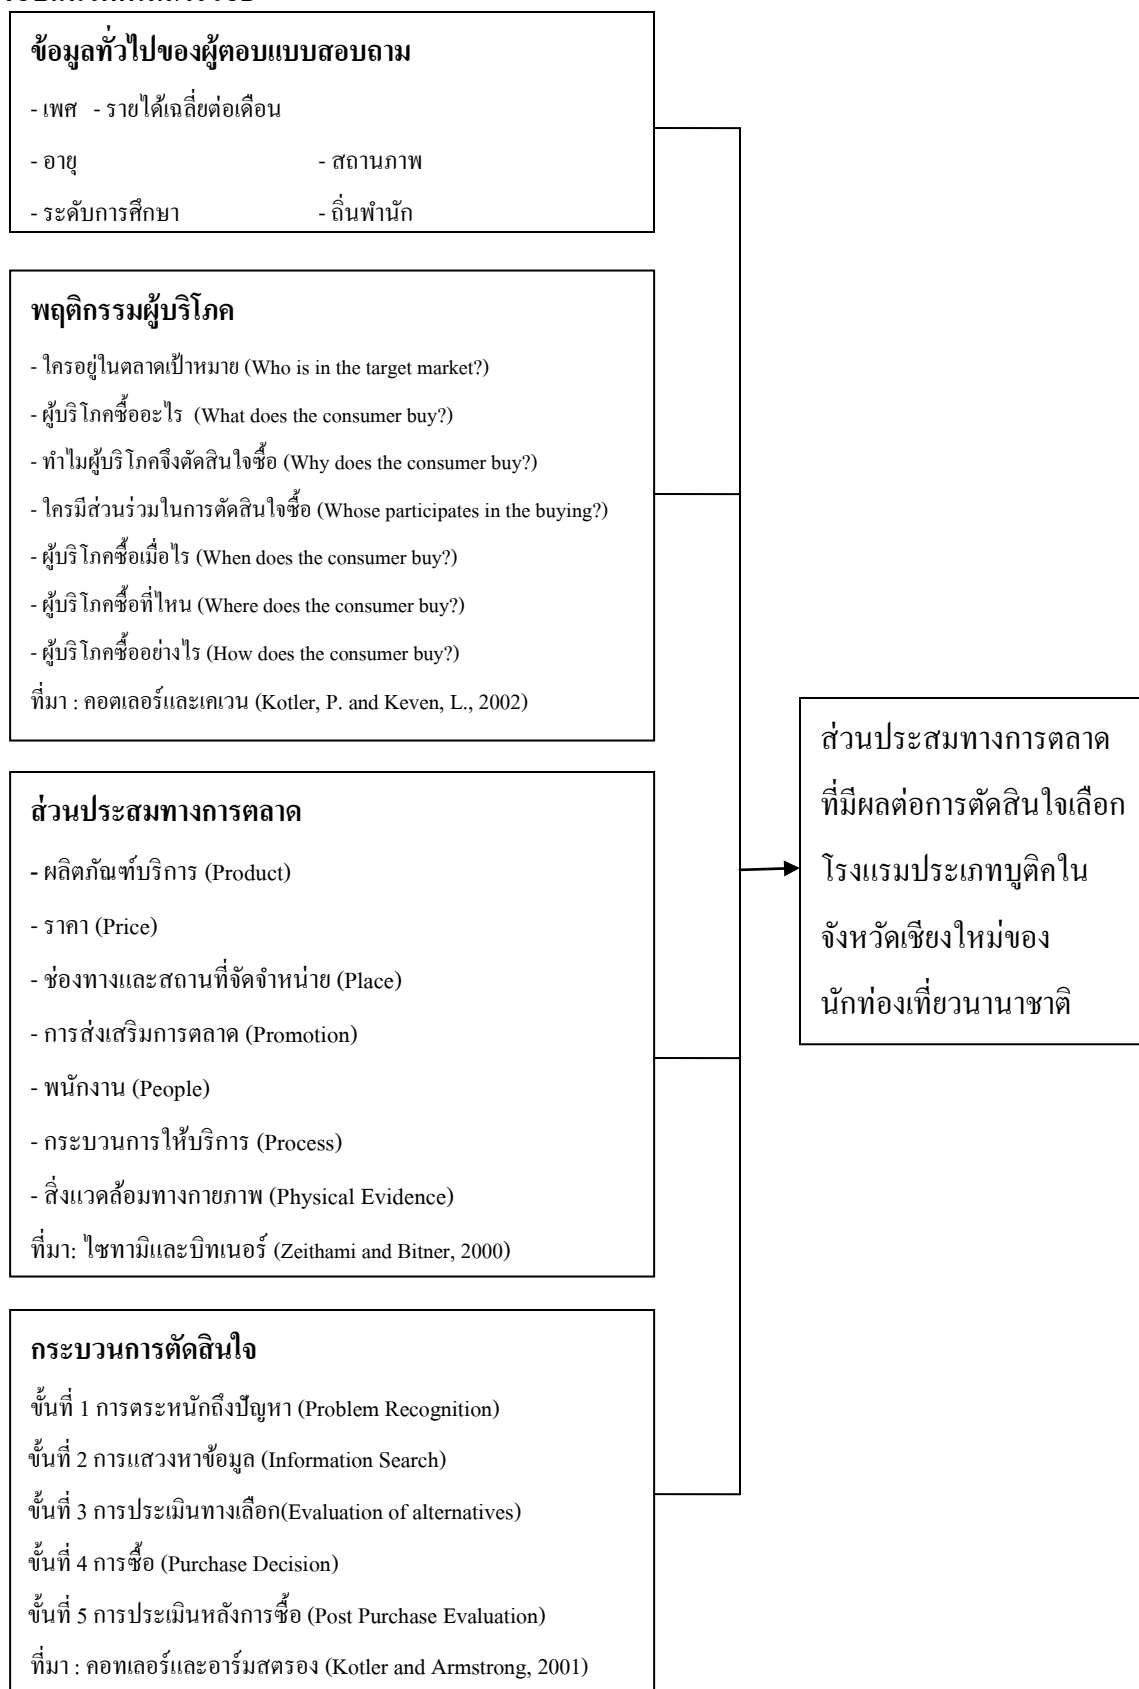 ข้อมูลทั่วไปของผู้ตอบแบบสอบถาม
- เพศ - รายได้เฉลี่ยต่อเดือน
- อายุ - สถานภาพ
- ระดับการศึกษา - ถิ่นพำนัก
พฤติกรรมผู้บริโภค
- ใครอยู่ในตลาดเป้าหมาย (Who is in the target market?)
- ผู้บริโภคซื้ออะไร (What does the consumer buy?)
- ทำไมผู้บริโภคจึงตัดสินใจซื้อ (Why does the consumer buy?)
- ใครมีส่วนร่วมในการตัดสินใจซื้อ (Whose participates in the buying?)
- ผู้บริโภคซื้อเมื่อไร (When does the consumer buy?)
- ผู้บริโภคซื้อที่ไหน (Where does the consumer buy?)
- ผู้บริโภคซื้ออย่างไร (How does the consumer buy?)
ที่มา : คอตเลอร์และเคเวน (Kotler, P. and Keven, L., 2002)
ส่วนประสมทางการตลาด
- ผลิตภัณฑ์บริการ (Product)
- ราคา (Price)
- ช่องทางและสถานที่จัดจำหน่าย (Place)
- การส่งเสริมการตลาด (Promotion)
- พนักงาน (People)
- กระบวนการให้บริการ (Process)
- สิ่งแวดล้อมทางกายภาพ (Physical Evidence)
ที่มา: ไซทามิและบิทเนอร์ (Zeithami and Bitner, 2000)
กระบวนการตัดสินใจ
ขั้นที่ 1 การตระหนักถึงปัญหา (Problem Recognition)
ขั้นที่ 2 การแสวงหาข้อมูล (Information Search)
ขั้นที่ 3 การประเมินทางเลือก(Evaluation of alternatives)
ขั้นที่ 4 การซื้อ (Purchase Decision)
ขั้นที่ 5 การประเมินหลังการซื้อ (Post Purchase Evaluation)
ที่มา : คอทเลอร์และอาร์มสตรอง (Kotler and Armstrong, 2001)
ส่วนประสมทางการตลาด
ที่มีผลต่อการตัดสินใจเลือก
โรงแรมประเภทบูติคใน
จังหวัดเชียงใหม่ของ
นักท่องเที่ยวนานาชาติ